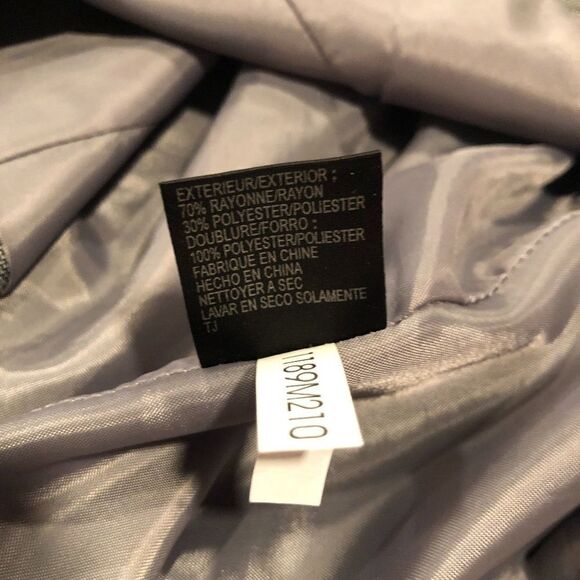 EXTERIEUR/EXTERIOR :
70% RAYONNE/RAYON
30% POLYESTER/POLIESTER
DOUBLURE/FORRO :
100% POLYESTER/POLIESTER
FABRIQUE EN CHINE
HECHO EN CHINA
NETTOYER A SEC
LAVAR EN SECO SOLAMENTE
TJ
1189M210